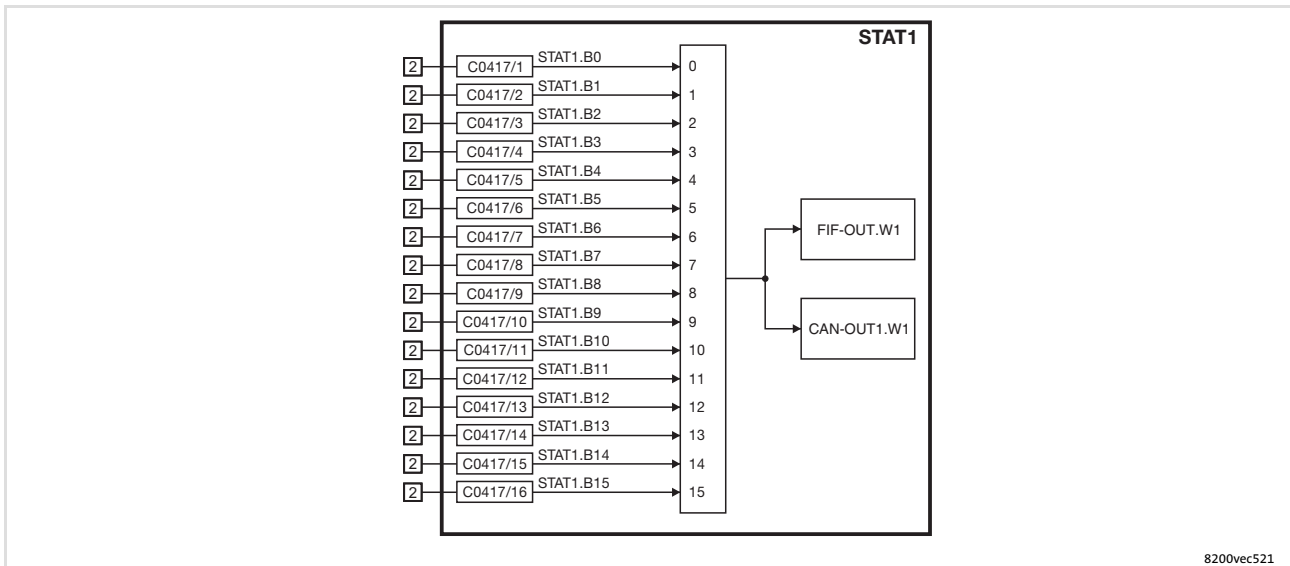 STAT1
2 C0417/1 STAT1.B0 0
2 C0417/2 STAT1.B1 1
2 C0417/3 STAT1.B2 2
2 C0417/4 STAT1.B3 3
2 C0417/5 STAT1.B4 4
2 C0417/6 STAT1.B5 5
2 C0417/7 STAT1.B6 6
2 C0417/8 STAT1.B7 7
2 C0417/9 STAT1.B8 8
2 C0417/10 STAT1.B9 9
2 C0417/11 STAT1.B10 10
2 C0417/12 STAT1.B11 11
2 C0417/13 STAT1.B12 12
2 C0417/14 STAT1.B13 13
2 C0417/15 STAT1.B14 14
2 C0417/16 STAT1.B15 15
FIF-OUT.W1
CAN-OUT1.W1
8200vec521